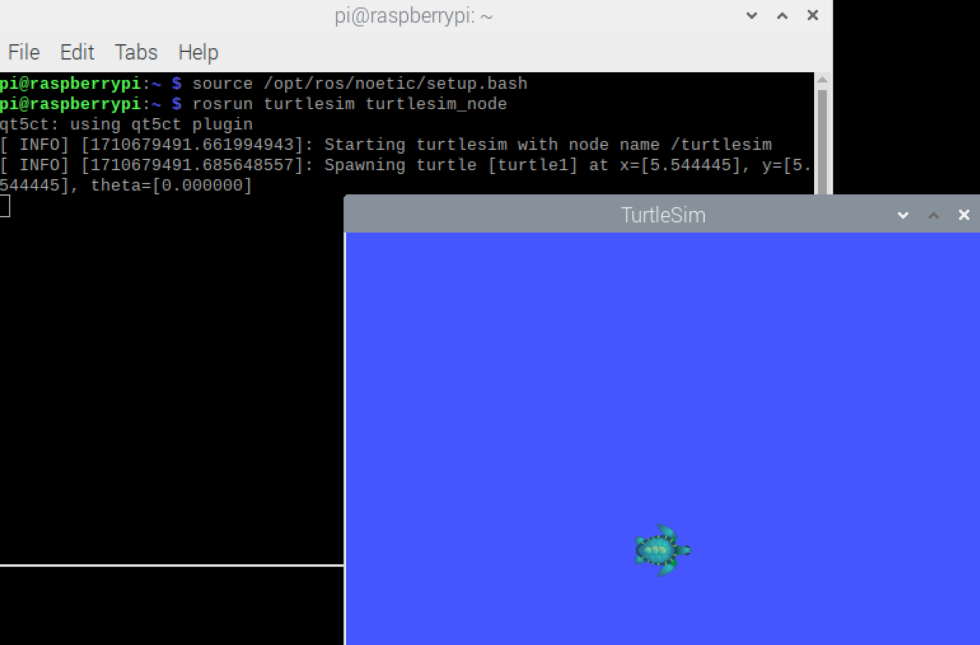 pi@raspberrypi: ~
File Edit Tabs Help
pi@raspberrypi:~ $ source /opt/ros/noetic/setup.bash
pi@raspberrypi:~ $ rosrun turtlesim turtlesim_node
qt5ct: using qt5ct plugin
[ INFO] [1710679491.661994943]: Starting turtlesim with node name /turtlesim
[ INFO] [1710679491.685648557]: Spawning turtle [turtle1] at x=[5.544445], y=[5.
544445], theta=[0.000000]
TurtleSim